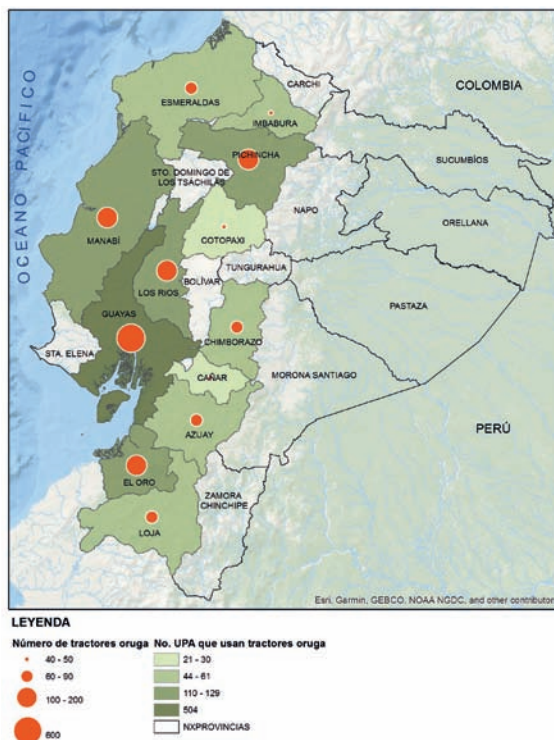 OCEANO PACIFICO
CARCHI
COLOMBIA
ESMERALDAS
IMBABURA
PICHINCHA
SUCUMBÍOS
STO. DOMINGO DE
LOS TSACHILAS
NAPO
ORELLANA
MANABÍ
COTOPAXI
TUNGURAHUA
LOS RIOS
BOLÍVAR
PASTAZA
GUAYAS
CHIMBORAZO
STA. ELENA
CAÑAR
MORONA SANTIAGO
AZUAY
PERÚ
EL ORO
ZAMORA
CHINCHIPE
LOJA
Esri, Garmin, GEBCO, NOAA NGDC, and other contributor
LEYENDA
Número de tractores oruga
40 - 50
60 - 90
100 - 200
600
No. UPA que usan tractores oruga
21 - 30
44 - 61
110 - 129
504
NXPROVINCIAS